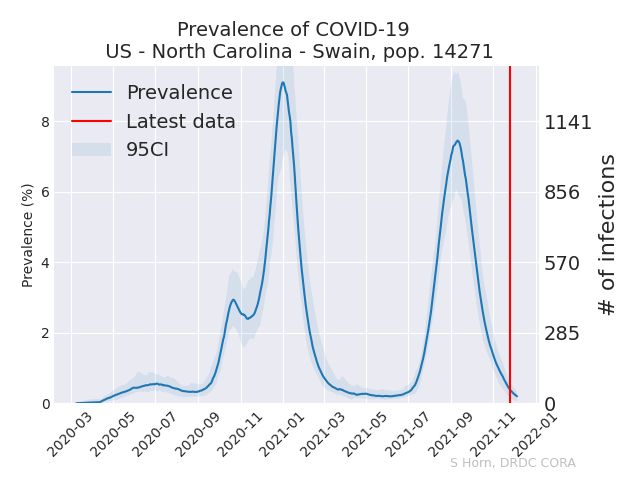 Prevalence of COVID-19
US - North Carolina - Swain, pop. 14271
Prevalence
Latest data
95CI
Prevalence (%)
8
6
4
2
0
1141
856
570
285
0
# of infections
2020-03
2020-05
2020-07
2020-09
2020-11
2021-01
2021-03
2021-05
2021-07
2021-09
2021-11
2022-01
S Horn, DRDC CORA